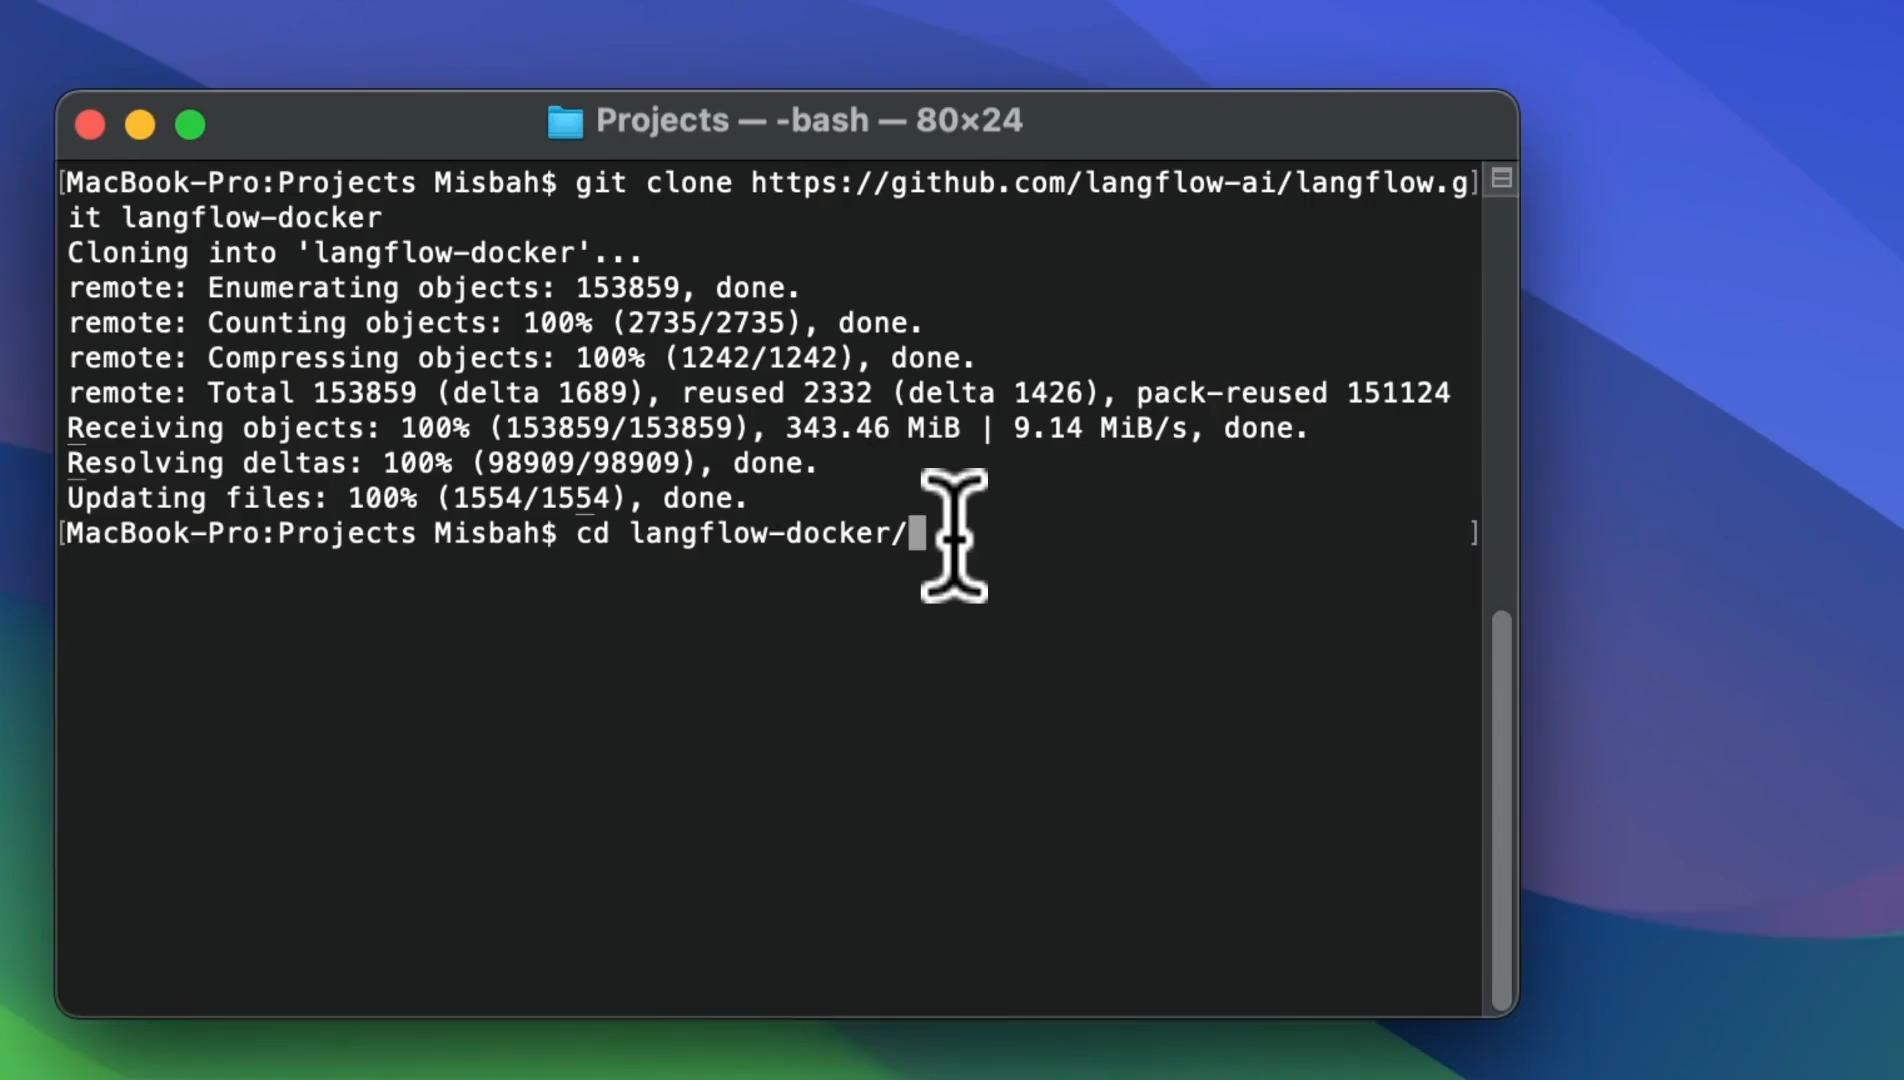 Projects — -bash — 80×24
[MacBook-Pro:Projects Misbah$ git clone https://github.com/langflow-ai/langflow.g]
it langflow-docker
Cloning into 'langflow-docker'...
remote: Enumerating objects: 153859, done.
remote: Counting objects: 100% (2735/2735), done.
remote: Compressing objects: 100% (1242/1242), done.
remote: Total 153859 (delta 1689), reused 2332 (delta 1426), pack-reused 151124
Receiving objects: 100% (153859/153859), 343.46 MiB | 9.14 MiB/s, done.
Resolving deltas: 100% (98909/98909), done.
Updating files: 100% (1554/1554), done.
[MacBook-Pro:Projects Misbah$ cd langflow-docker/ ]